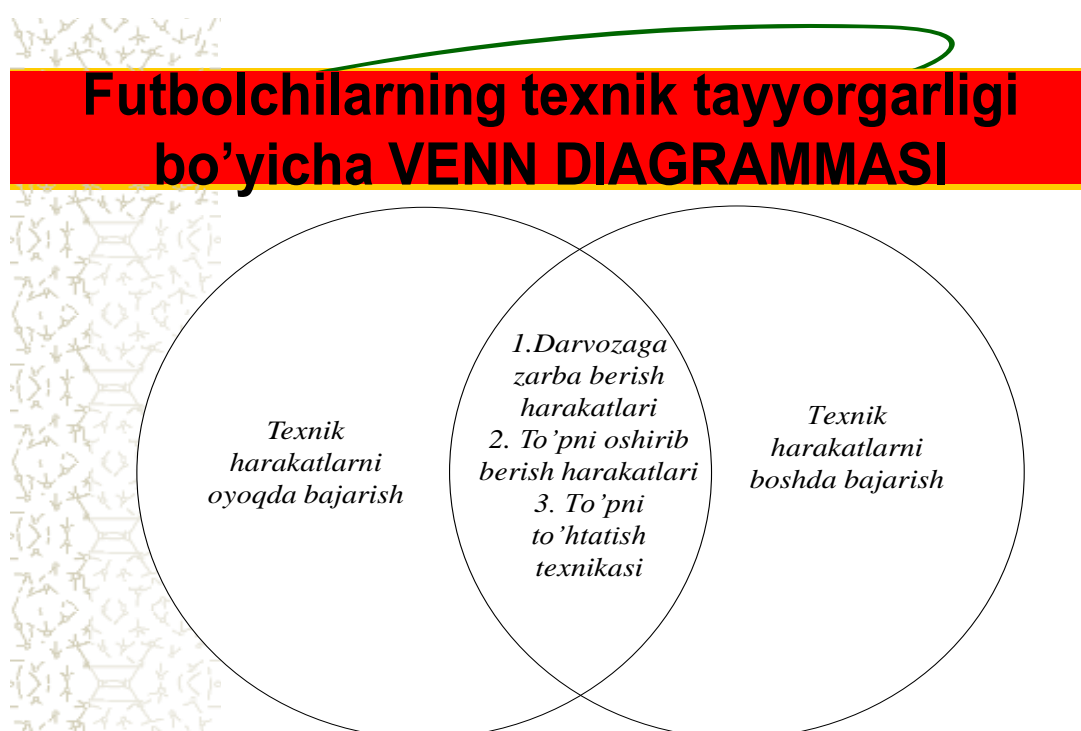 Futbolchilarning texnik tayyorgarligi
bo’yicha VENN DIAGRAMMASI
Texnik
harakatlarni
oyoqda bajarish
1.Darvozaga
zarba berish
harakatlari
2. To’pni oshirib
berish harakatlari
3. To’pni
to’htatish
texnikasi
Texnik
harakatlarni
boshda bajarish